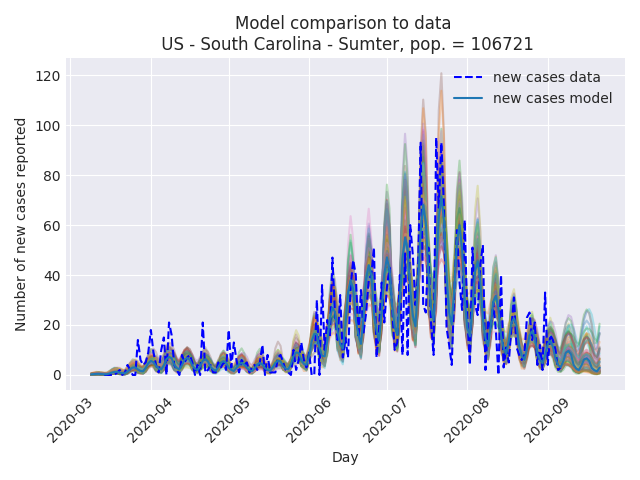 Model comparison to data
US - South Carolina - Sumter, pop. = 106721
new cases data
new cases model
Number of new cases reported
120
100
80
60
40
20
0
2020-03
2020-04
2020-05
2020-06
2020-07
2020-08
2020-09
Day